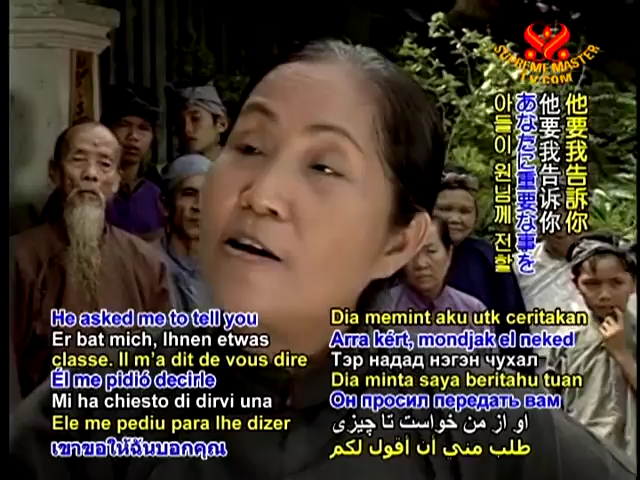 SUPREME MASTER
TV.COM
他要我告訴你
他要我告诉你
あなたに重要な事を
아들이 원님께 전할
He asked me to tell you
Er bat mich, Ihnen etwas
classe. Il m'a dit de vous dire
Él me pidió decirle
Mi ha chiesto di dirvi una
Ele me pediu para lhe dizer
เขาขอให้ฉันบอกคุณ
Dia memint aku utk ceritakan
Arra kért, mondjak el neked
Тэр надад нэгэн чухал
Dia minta saya beritahu tuan
Он просил передать вам
او از من خواست تا چیزی
طلب مني أن أقول لكم